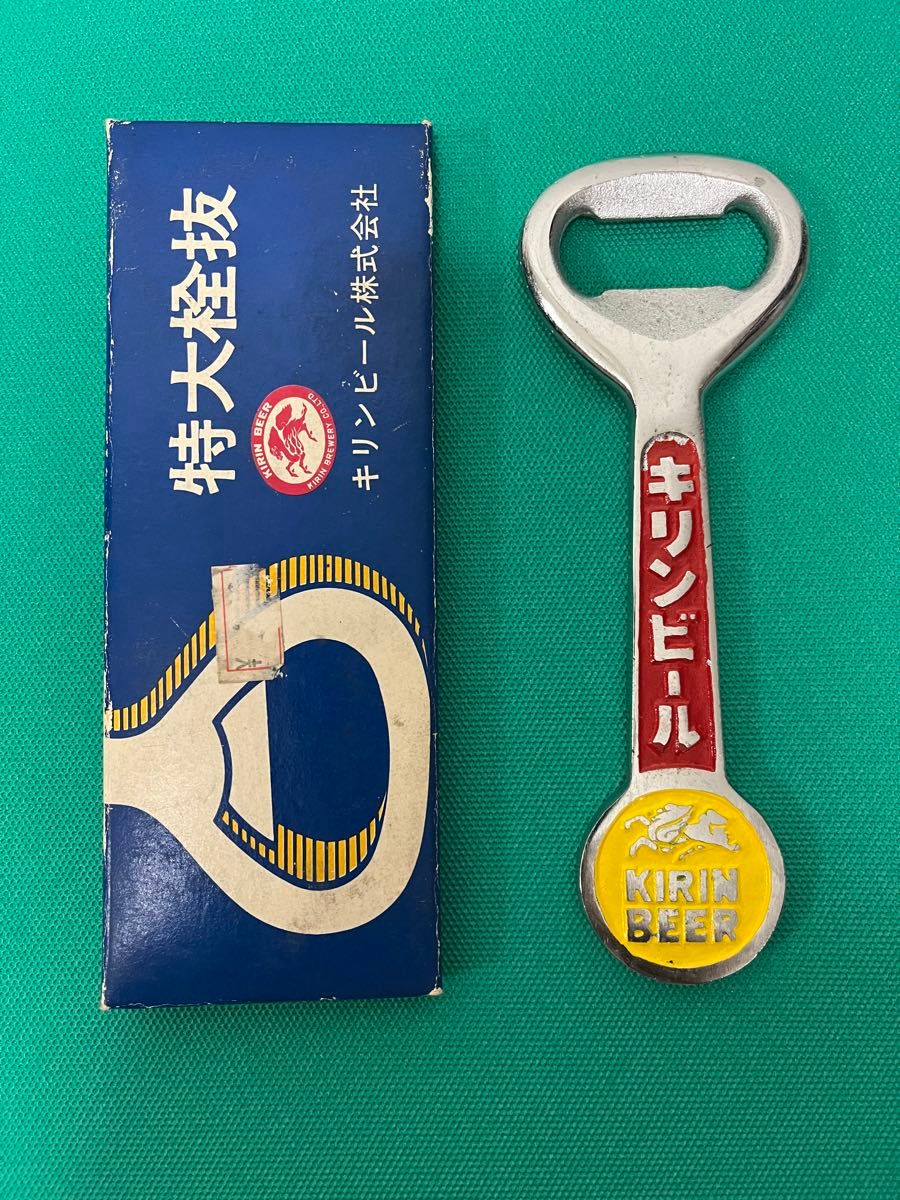 特大栓抜
KIRIN BEER
KIRIN BREWERY CO., LTD
キリンビール株式会社
¥
キリンビール
KIRIN
BEER